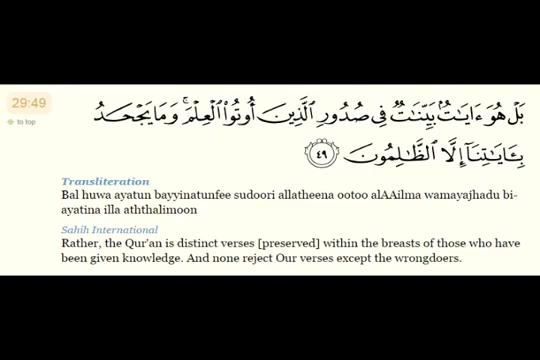 29:49
to top
بَلْ هُوَ ءَايَـٰتٌۢ بَيِّنَـٰتٌ فِى صُدُورِ ٱلَّذِينَ أُوتُوا۟ ٱلْعِلْمَ ۚ وَمَا يَجْحَدُ
بِـَٔايَـٰتِنَآ إِلَّا ٱلظَّـٰلِمُونَ ٤٩
Transliteration
Bal huwa ayatun bayyinatunfee sudoori allatheena ootoo alAAilma wamayajhadu bi-
ayatina illa aththalimoon
Sahih International
Rather, the Qur'an is distinct verses [preserved] within the breasts of those who have
been given knowledge. And none reject Our verses except the wrongdoers.